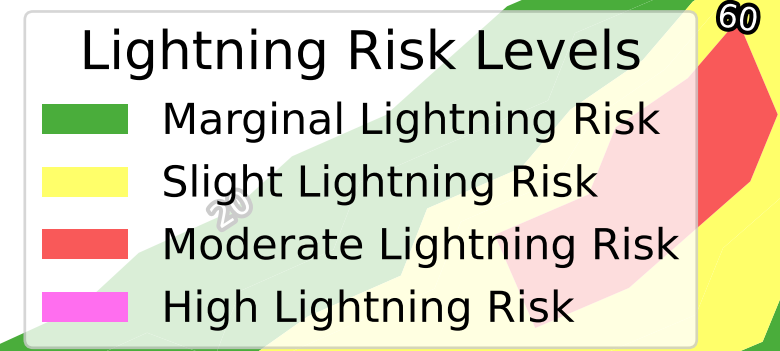 60
Lightning Risk Levels
Marginal Lightning Risk
Slight Lightning Risk
20
Moderate Lightning Risk
High Lightning Risk